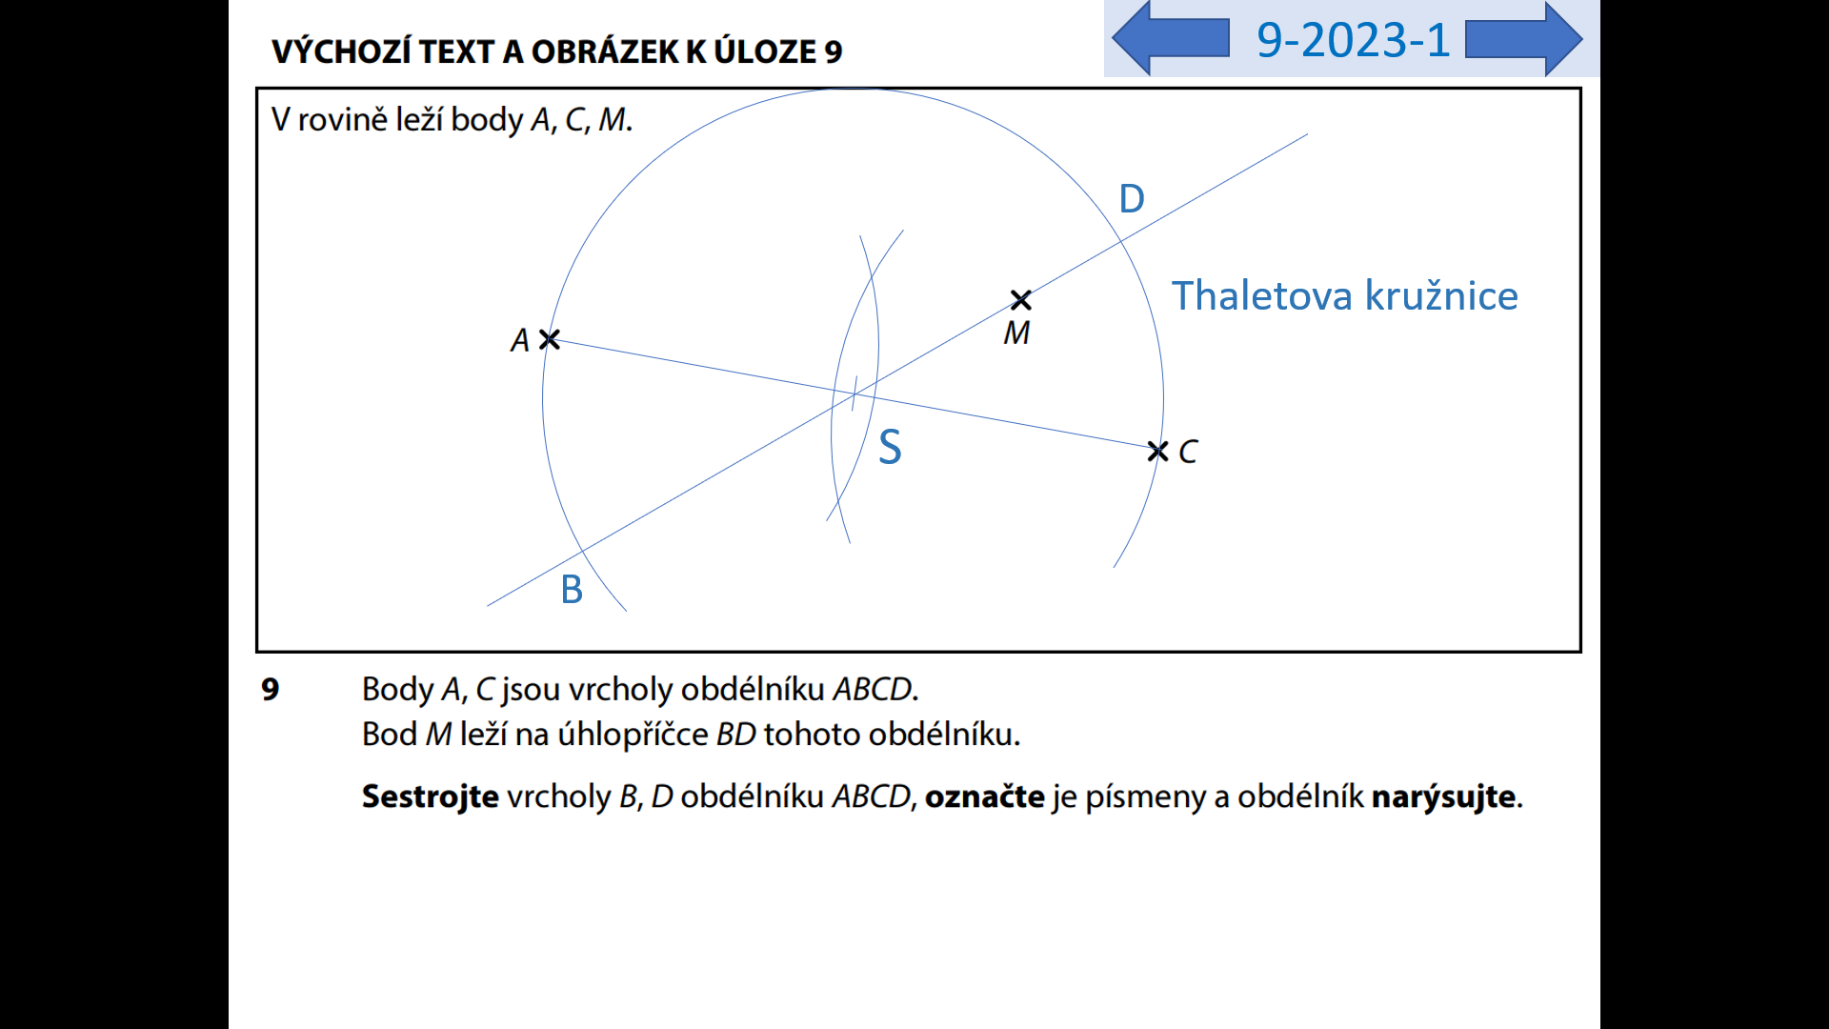 VÝCHOZÍ TEXT A OBRÁZEK K ÚLOZE 9
9-2023-1
V rovině leží body A, C, M.
D
Thaletova kružnice
M
A
S
C
B
9 Body A, C jsou vrcholy obdélníku ABCD.
Bod M leží na úhlopříčce BD tohoto obdélníku.
Sestrojte vrcholy B, D obdélníku ABCD, označte je písmeny a obdélník narýsujte.